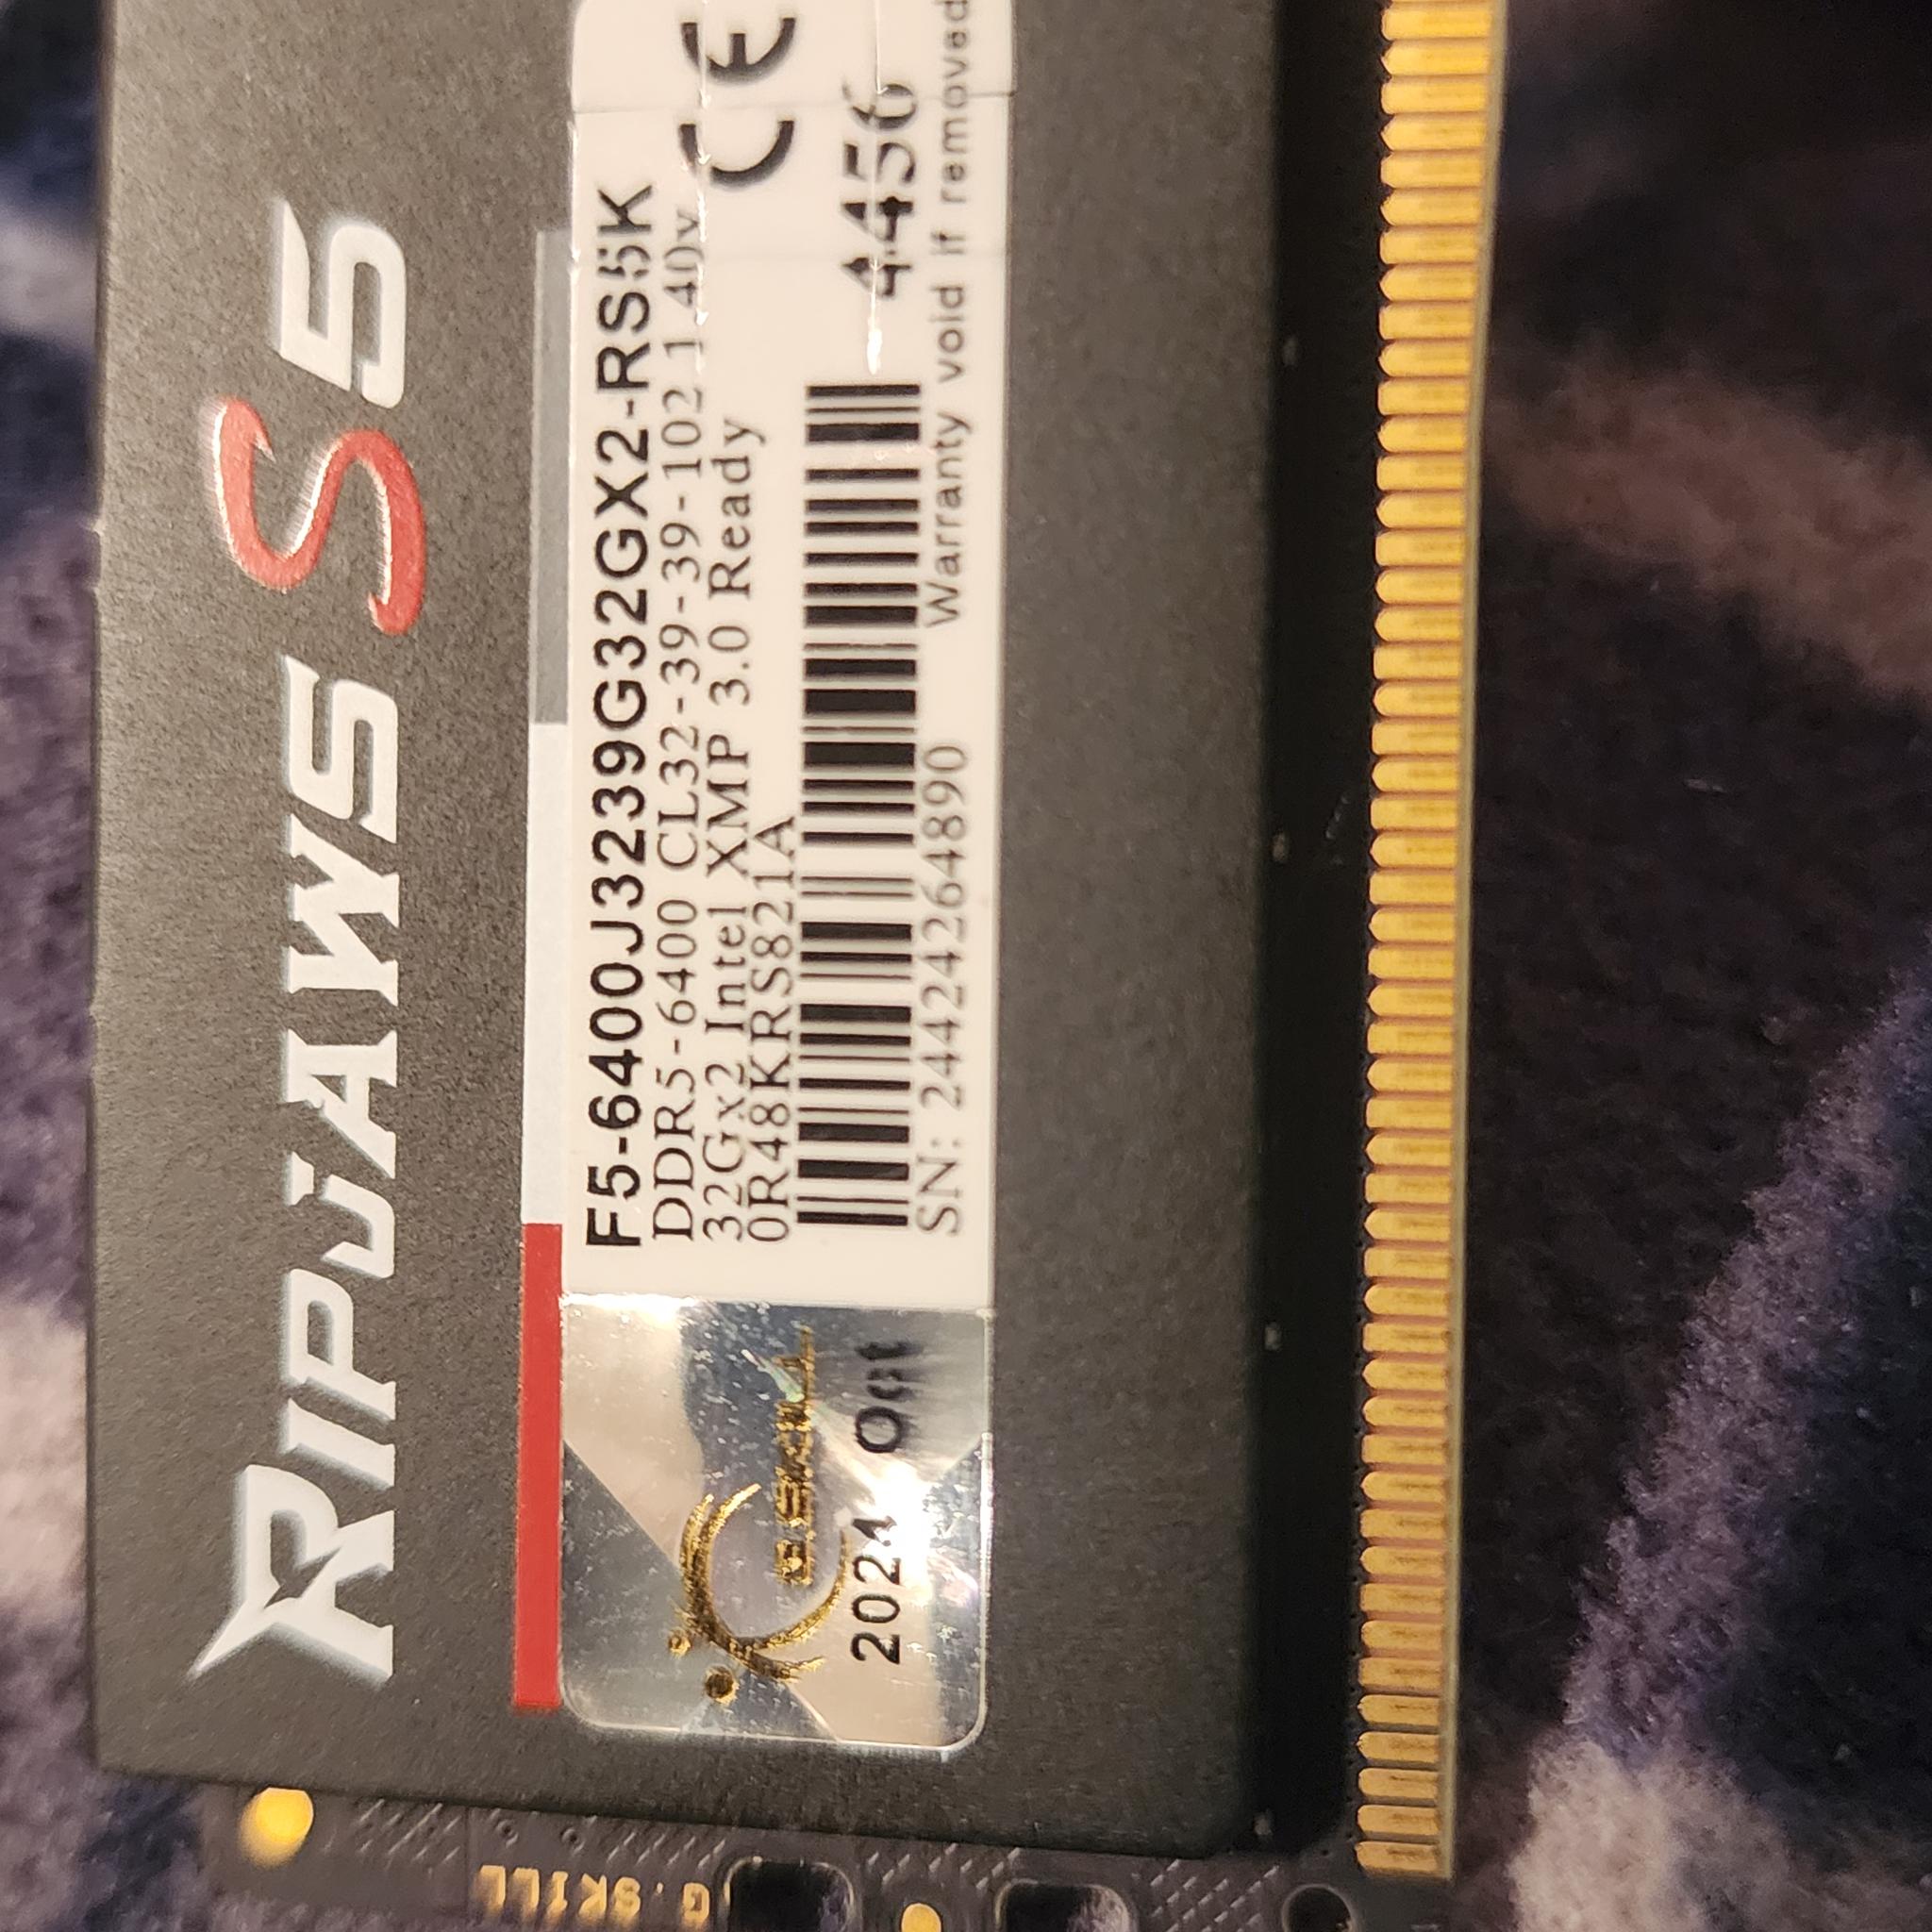 RIPJAWS S5
F5-6400J3239G32GX2-RS5K
DDR5-6400 CL32-39-39-102 1.40v
32Gx2 Intel XMP 3.0 Ready
0R48KRS821A
CE
4456
SN: 24424264890
Warranty void if removed
G.SKILL
2024 Oct
G.SKILL